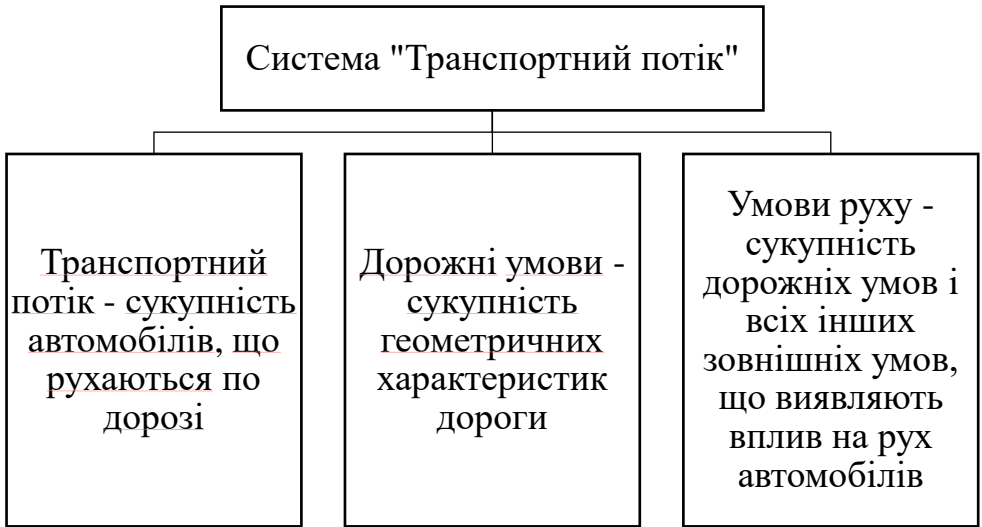 Система "Транспортний потік"
Транспортний
потік - сукупність
автомобілів, що
рухаються по
дорозі
Дорожні умови -
сукупність
геометричних
характеристик
дороги
Умови руху -
сукупність
дорожніх умов і
всіх інших
зовнішніх умов,
що виявляють
вплив на рух
автомобілів